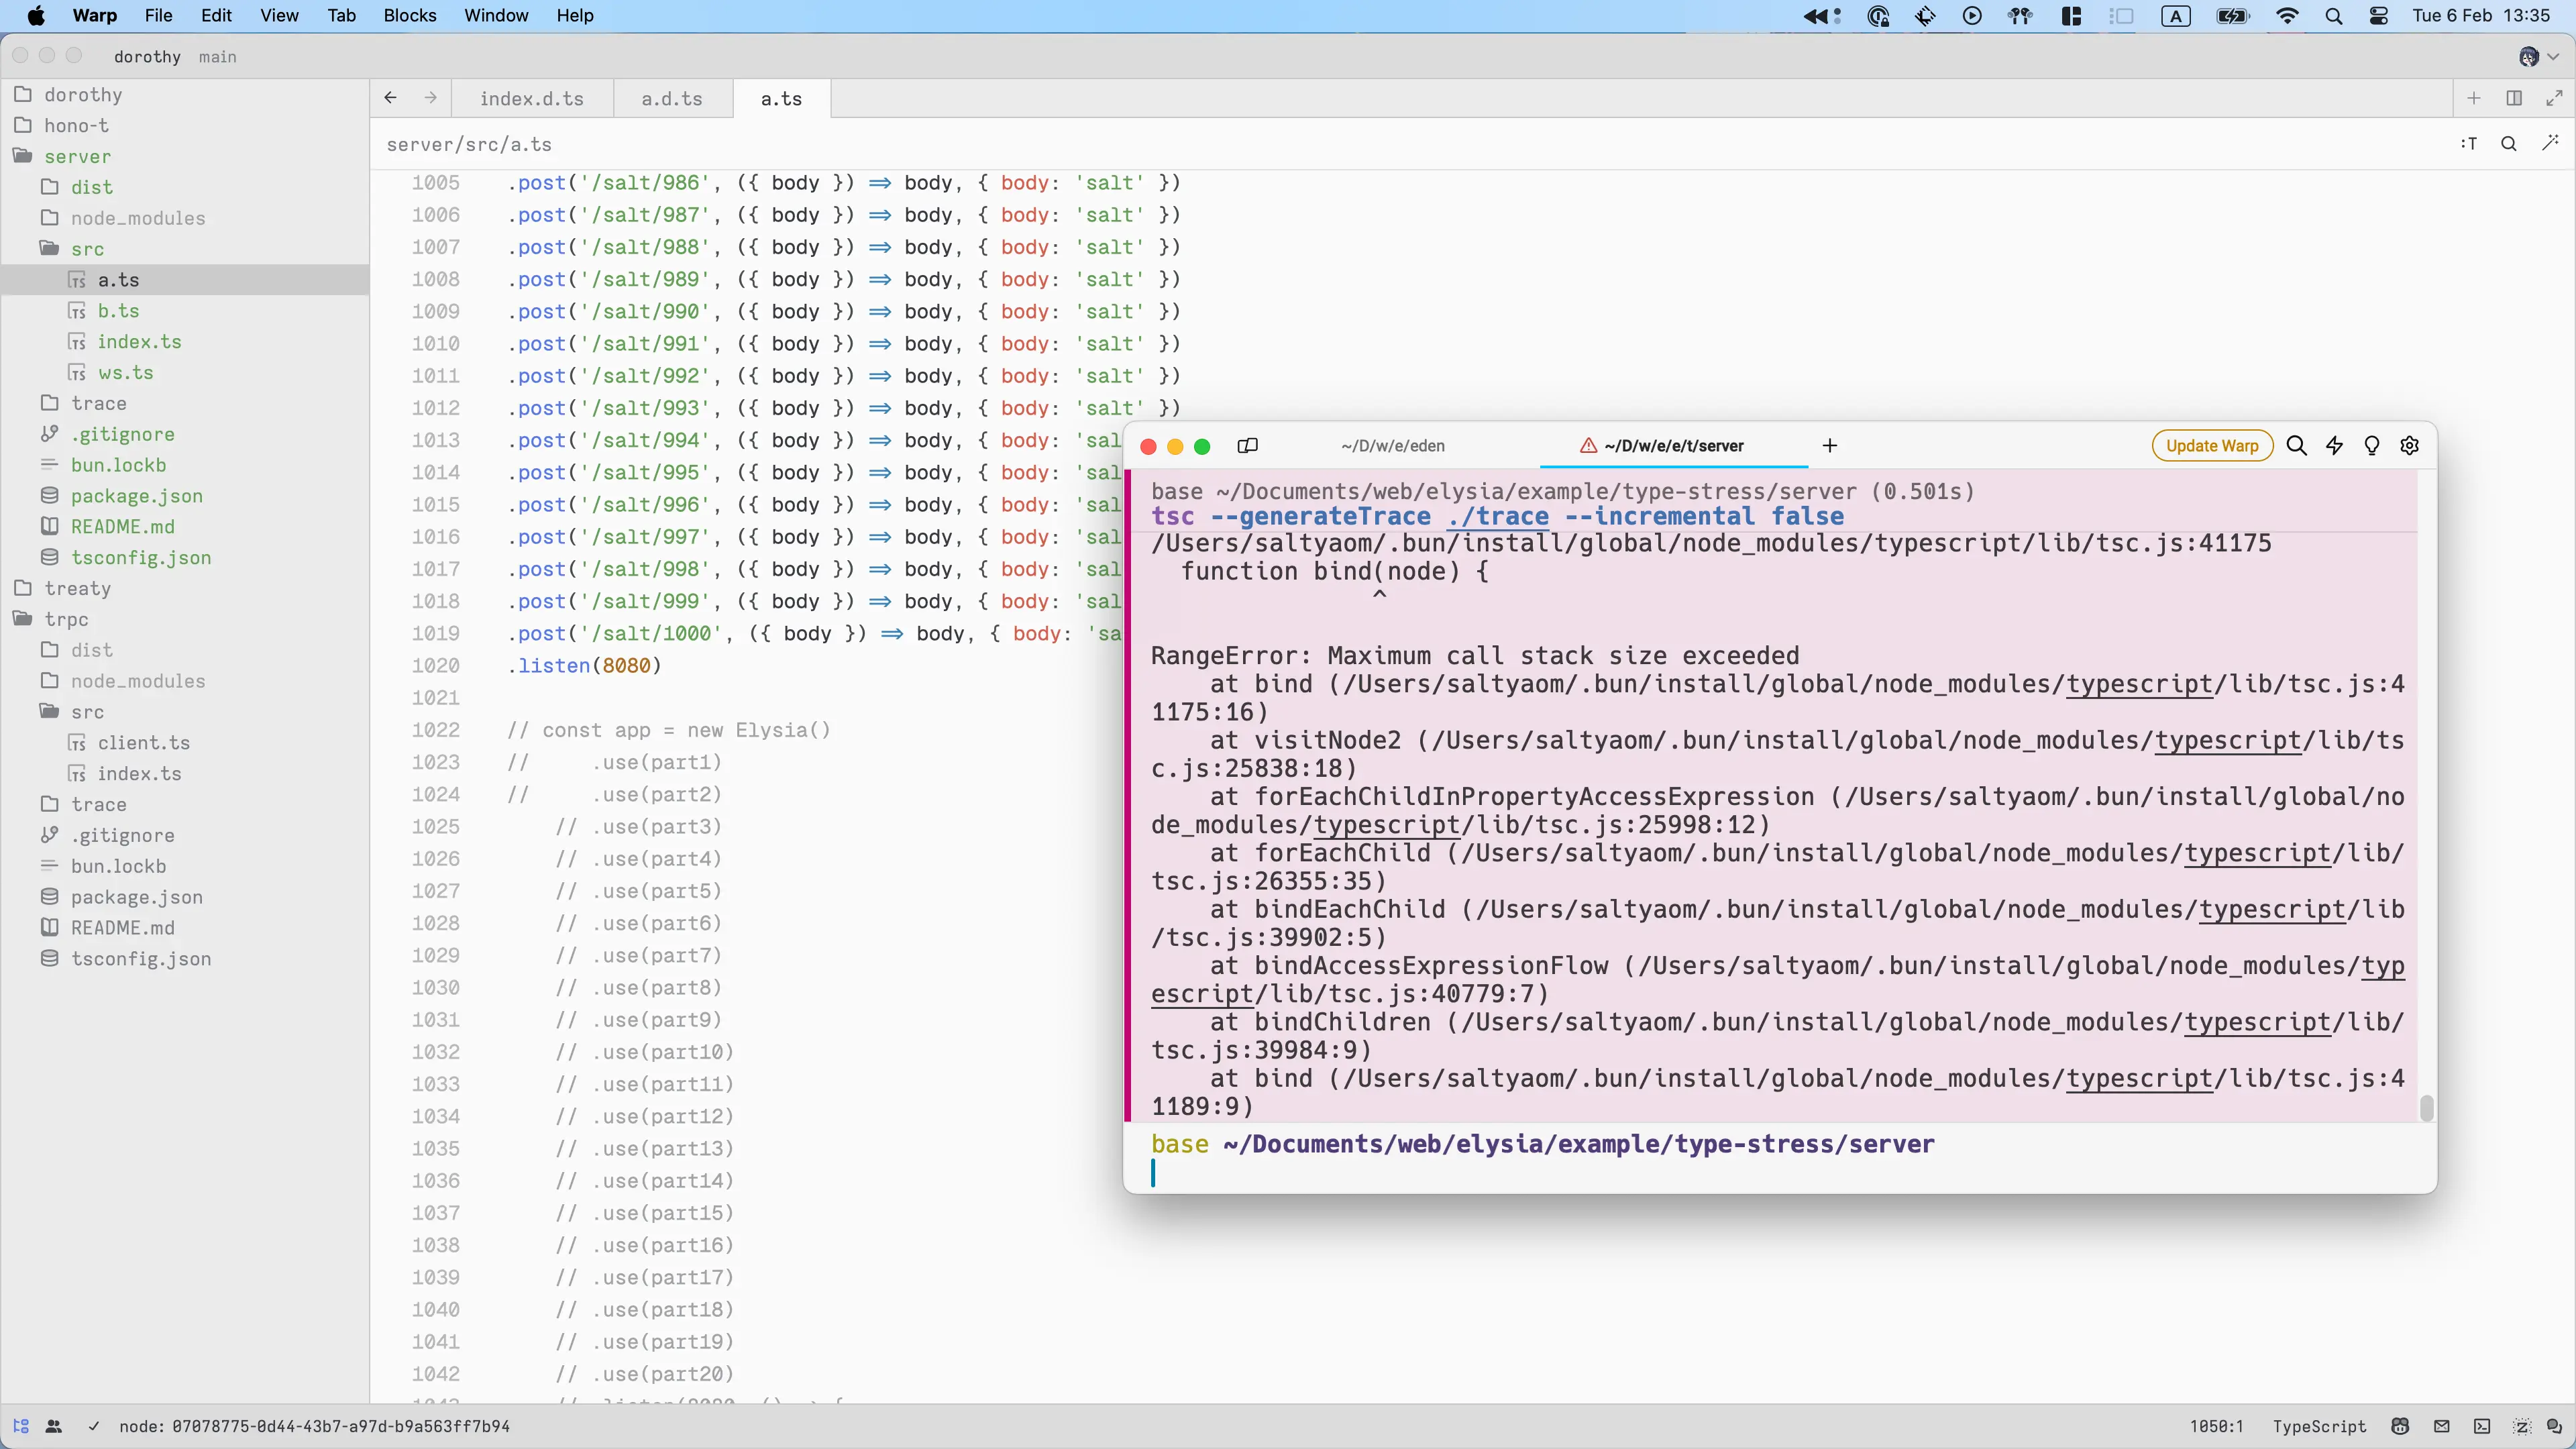 Warp File Edit View Tab Blocks Window Help
A
Tue 6 Feb 13:35
dorothy main
dorothy
hono-t
server
dist
node_modules
src
TS a.ts
TS b.ts
TS index.ts
TS ws.ts
trace
.gitignore
bun.lockb
package.json
README.md
tsconfig.json
treaty
trpc
dist
node_modules
src
TS client.ts
TS index.ts
trace
.gitignore
bun.lockb
package.json
README.md
tsconfig.json
← → index.d.ts a.d.ts a.ts
server/src/a.ts
:T
1005 .post('/salt/986', ({ body }) => body, { body: 'salt' })
1006 .post('/salt/987', ({ body }) => body, { body: 'salt' })
1007 .post('/salt/988', ({ body }) => body, { body: 'salt' })
1008 .post('/salt/989', ({ body }) => body, { body: 'salt' })
1009 .post('/salt/990', ({ body }) => body, { body: 'salt' })
1010 .post('/salt/991', ({ body }) => body, { body: 'salt' })
1011 .post('/salt/992', ({ body }) => body, { body: 'salt' })
1012 .post('/salt/993', ({ body }) => body, { body: 'salt' })
1013 .post('/salt/994', ({ body }) => body, { body: 'sal
1014 .post('/salt/995', ({ body }) => body, { body: 'sal
1015 .post('/salt/996', ({ body }) => body, { body: 'sal
1016 .post('/salt/997', ({ body }) => body, { body: 'sal
1017 .post('/salt/998', ({ body }) => body, { body: 'sal
1018 .post('/salt/999', ({ body }) => body, { body: 'sal
1019 .post('/salt/1000', ({ body }) => body, { body: 'sa
1020 .listen(8080)
1021
1022 // const app = new Elysia()
1023 // .use(part1)
1024 // .use(part2)
1025 // .use(part3)
1026 // .use(part4)
1027 // .use(part5)
1028 // .use(part6)
1029 // .use(part7)
1030 // .use(part8)
1031 // .use(part9)
1032 // .use(part10)
1033 // .use(part11)
1034 // .use(part12)
1035 // .use(part13)
1036 // .use(part14)
1037 // .use(part15)
1038 // .use(part16)
1039 // .use(part17)
1040 // .use(part18)
1041 // .use(part19)
1042 // .use(part20)
~/D/w/e/eden ~/D/w/e/e/t/server + Update Warp
base ~/Documents/web/elysia/example/type-stress/server (0.501s)
tsc --generateTrace ./trace --incremental false
/Users/saltyaom/.bun/install/global/node_modules/typescript/lib/tsc.js:41175
function bind(node) {
^
RangeError: Maximum call stack size exceeded
at bind (/Users/saltyaom/.bun/install/global/node_modules/typescript/lib/tsc.js:4
1175:16)
at visitNode2 (/Users/saltyaom/.bun/install/global/node_modules/typescript/lib/ts
c.js:25838:18)
at forEachChildInPropertyAccessExpression (/Users/saltyaom/.bun/install/global/no
de_modules/typescript/lib/tsc.js:25998:12)
at forEachChild (/Users/saltyaom/.bun/install/global/node_modules/typescript/lib/
tsc.js:26355:35)
at bindEachChild (/Users/saltyaom/.bun/install/global/node_modules/typescript/lib
/tsc.js:39902:5)
at bindAccessExpressionFlow (/Users/saltyaom/.bun/install/global/node_modules/typ
escript/lib/tsc.js:40779:7)
at bindChildren (/Users/saltyaom/.bun/install/global/node_modules/typescript/lib/
tsc.js:39984:9)
at bind (/Users/saltyaom/.bun/install/global/node_modules/typescript/lib/tsc.js:4
1189:9)
base ~/Documents/web/elysia/example/type-stress/server
node: 07078775-0d44-43b7-a97d-b9a563ff7b94
1050:1 TypeScript